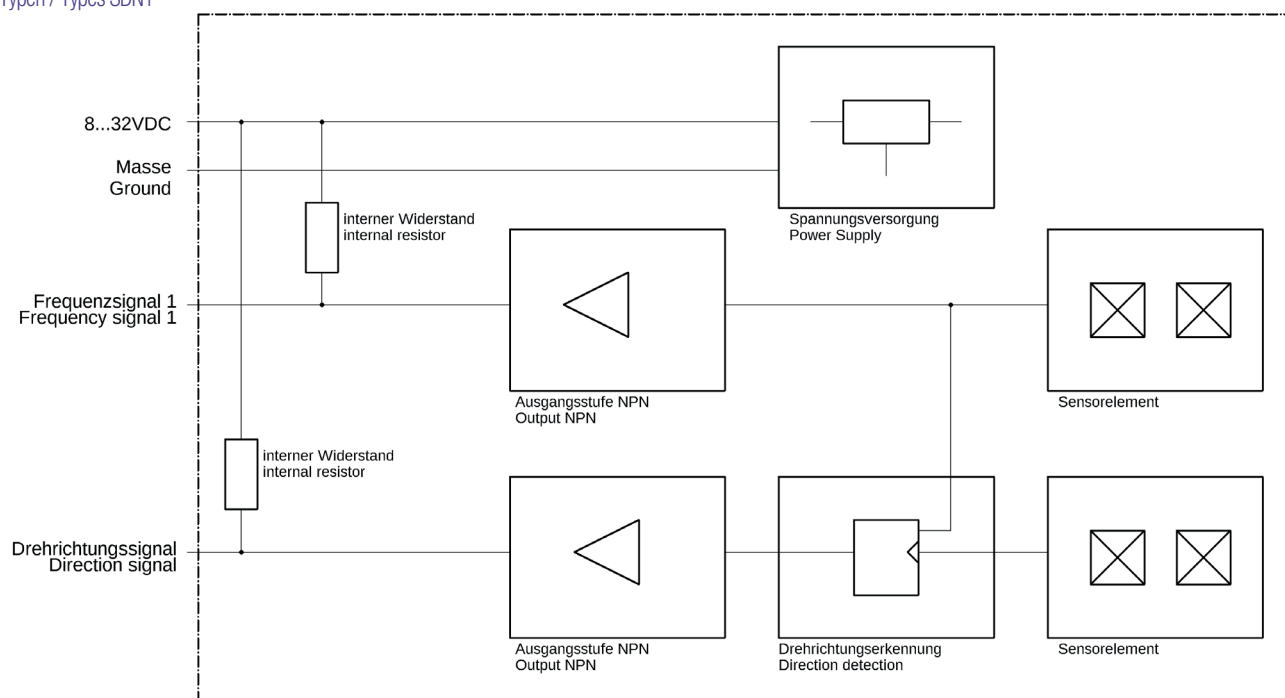 Typen / Types SDN1
8...32VDC
Masse
Ground
interner Widerstand
internal resistor
Spannungsversorgung
Power Supply
Frequenzsignal 1
Frequency signal 1
Ausgangsstufe NPN
Output NPN
Sensorelement
interner Widerstand
internal resistor
Drehrichtungssignal
Direction signal
Ausgangsstufe NPN
Output NPN
Drehrichtungserkennung
Direction detection
Sensorelement